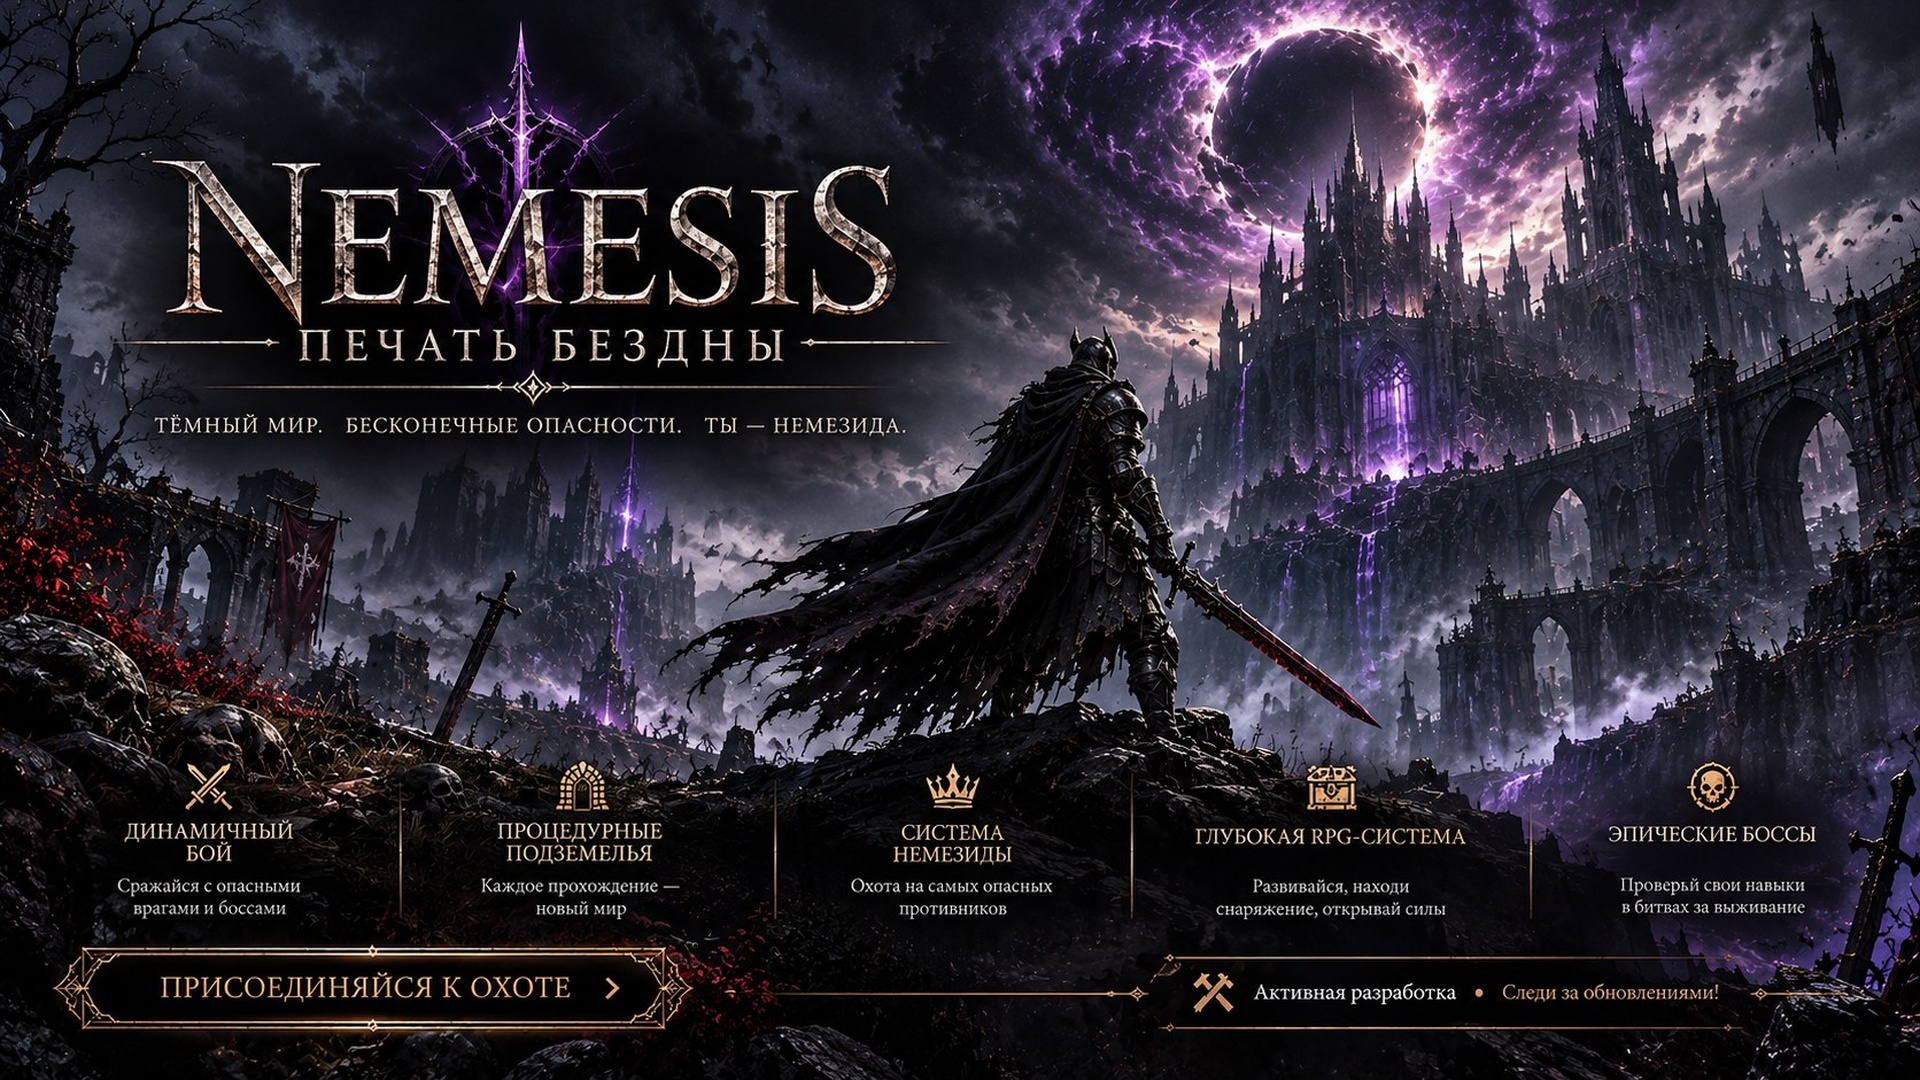 NEMESIS
ПЕЧАТЬ БЕЗДНЫ
ТЁМНЫЙ МИР. БЕСКОНЕЧНЫЕ ОПАСНОСТИ. ТЫ — НЕМЕЗИДА.
ДИНАМИЧНЫЙ
БОЙ
Сражайся с опасными
врагами и боссами
ПРОЦЕДУРНЫЕ
ПОДЗЕМЕЛЬЯ
Каждое прохождение —
новый мир
СИСТЕМА
НЕМЕЗИДЫ
Охота на самых опасных
противников
ГЛУБОКАЯ RPG-СИСТЕМА
Развивайся, находи
снаряжение, открывай силы
ЭПИЧЕСКИЕ БОССЫ
Проверьй свои навыки
в битвах за выживание
ПРИСОЕДИНЯЙСЯ К ОХОТЕ >
Активная разработка • Следи за обновлениями!